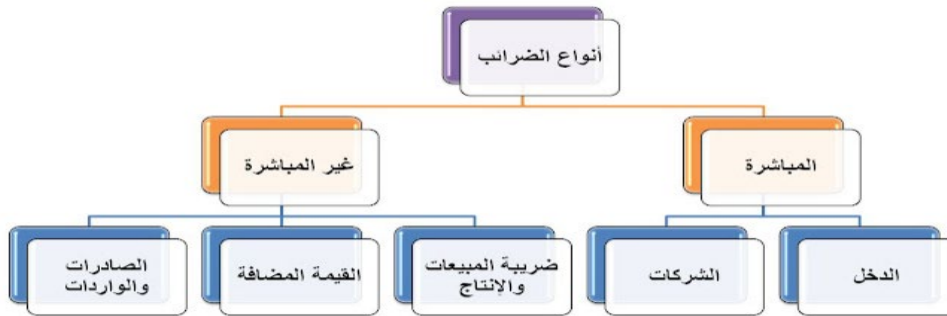 أنواع الضرائب
المباشرة
غير المباشرة
الدخل
الشركات
ضريبة المبيعات
والإنتاج
القيمة المضافة
الصادرات
والواردات